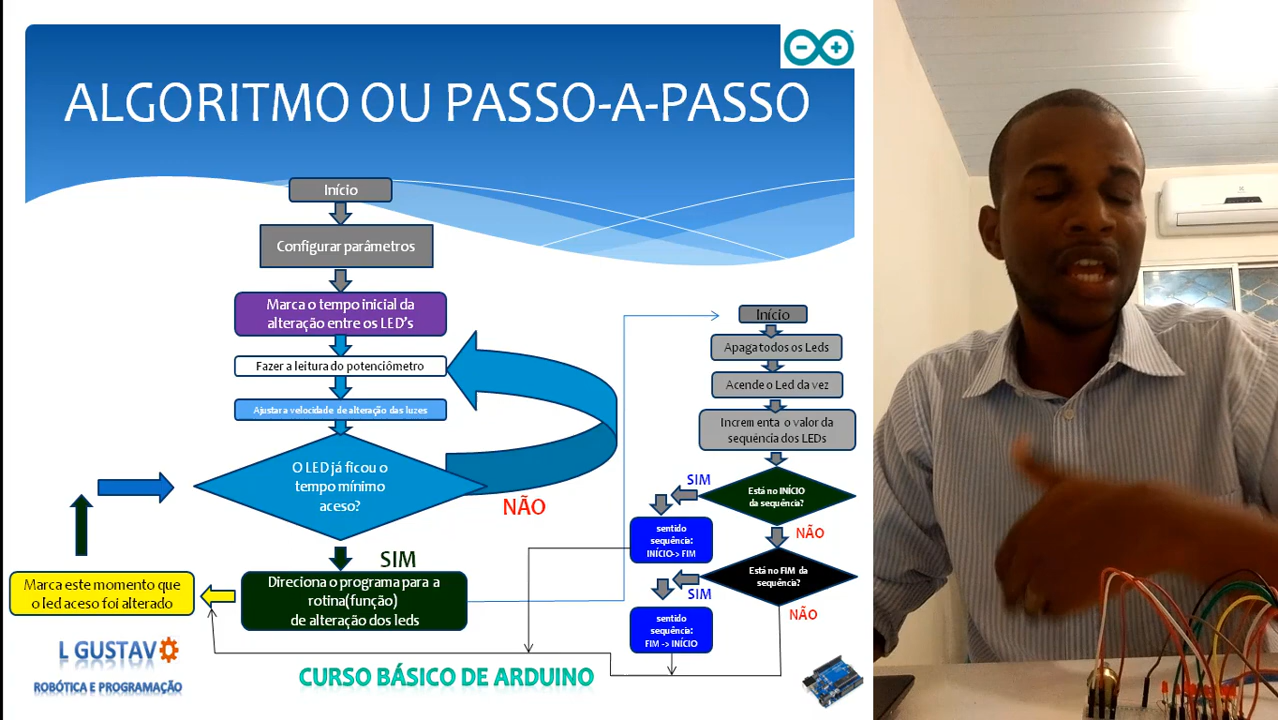 ALGORITMO OU PASSO-A-PASSO
Início
Configurar parâmetros
Marca o tempo inicial da
alteração entre os LED's
Fazer a leitura do potenciômetro
Ajustar a velocidade de alteração das luzes
O LED já ficou o
tempo mínimo
aceso?
NÃO
SIM
Direciona o programa para a
rotina(função)
de alteração dos leds
Marca este momento que
o led aceso foi alterado
Início
Apaga todos os Leds
Acende o Led da vez
Incrementa o valor da
sequência dos LEDs
Está no INÍCIO
da sequência?
SIM
NÃO
sentido
sequência:
INÍCIO-> FIM
Está no FIM da
sequência?
SIM
NÃO
sentido
sequência:
FIM -> INÍCIO
L GUSTAVO
ROBÓTICA E PROGRAMAÇÃO
CURSO BÁSICO DE ARDUINO